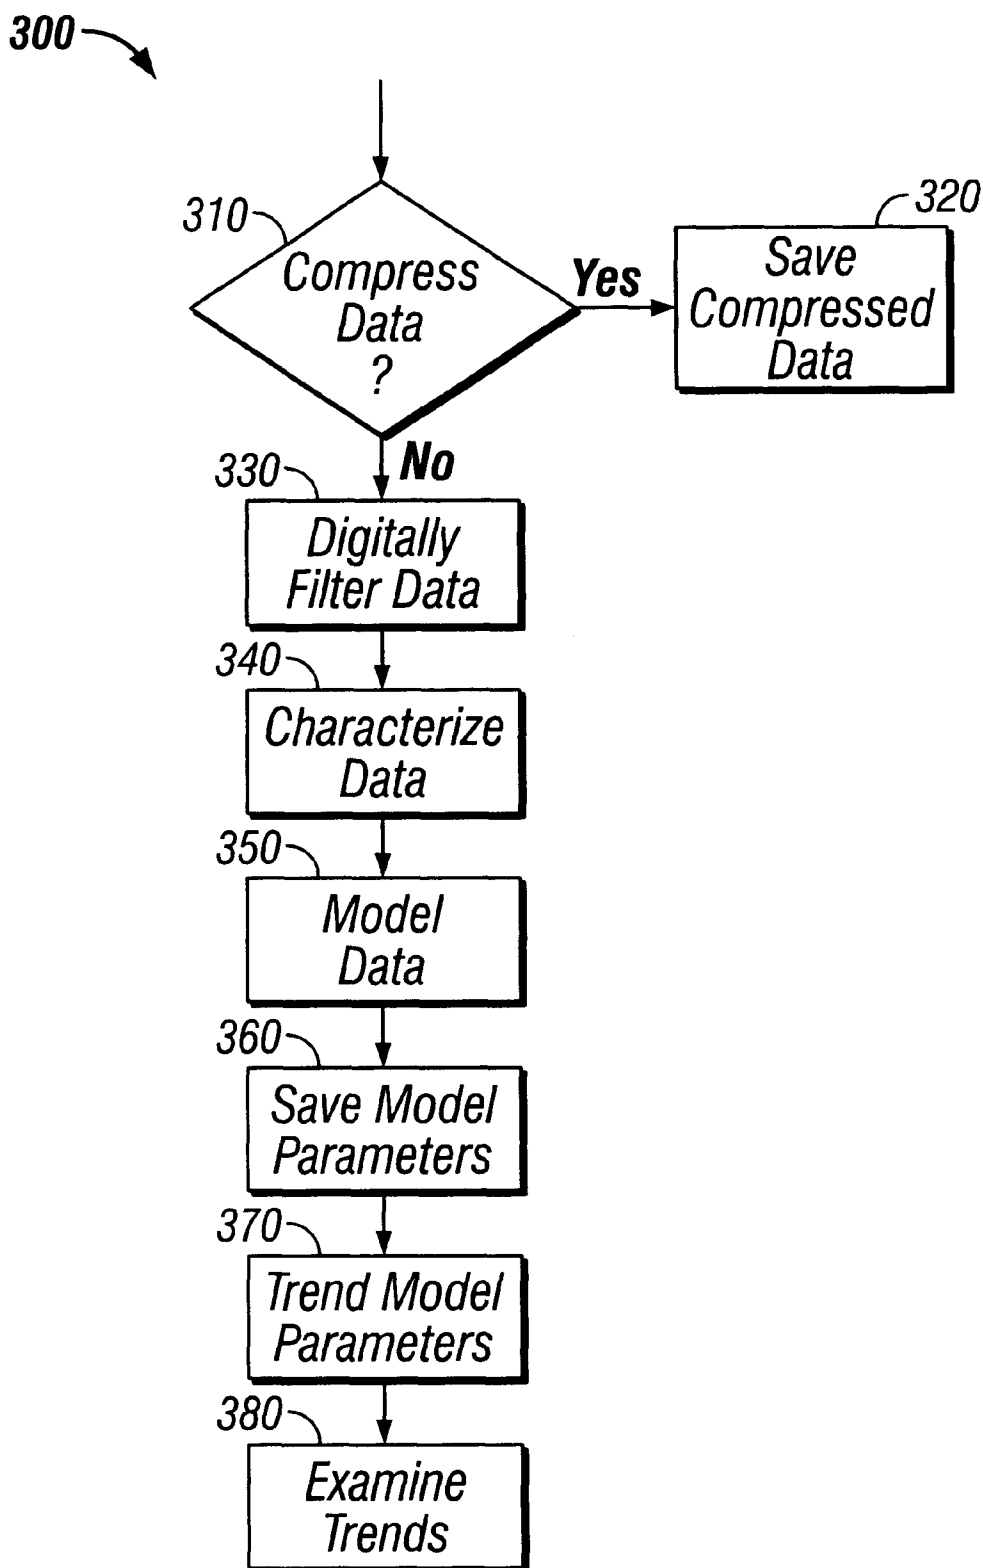 300
310
Compress
Data
?
Yes
320
Save
Compressed
Data
No
330
Digitally
Filter Data
340
Characterize
Data
350
Model
Data
360
Save Model
Parameters
370
Trend Model
Parameters
380
Examine
Trends